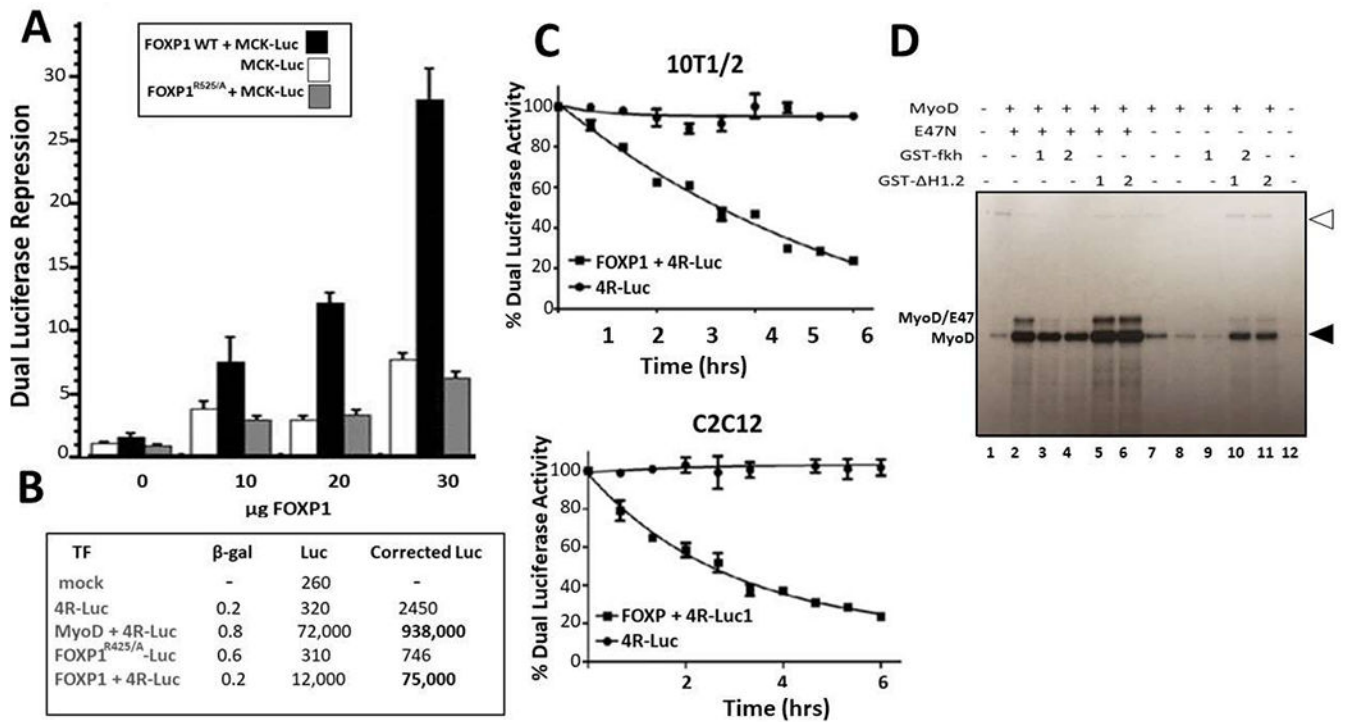 A
FOXP1 WT + MCK-Luc
MCK-Luc
FOXP1R525/A + MCK-Luc
Dual Luciferase Repression
30
25
20
15
10
5
0
0 10 20 30
µg FOXP1
B
TF β-gal Luc Corrected Luc
mock - 260 -
4R-Luc 0.2 320 2450
MyoD + 4R-Luc 0.8 72,000 938,000
FOXP1R425/A-Luc 0.6 310 746
FOXP1 + 4R-Luc 0.2 12,000 75,000
C
10T1/2
% Dual Luciferase Activity
100
80
60
40
20
0
FOXP1 + 4R-Luc
4R-Luc
1 2 3 4 5 6
Time (hrs)
C2C12
% Dual Luciferase Activity
100
80
60
40
20
0
FOXP + 4R-Luc1
4R-Luc
2 4 6
Time (hrs)
D
MyoD - + + + + + + + + + + -
E47N - + + + + + - - - - - -
GST-fkh - - 1 2 - - - - 1 2 - -
GST-ΔH1.2 - - - - 1 2 - - - 1 2 -
MyoD/E47
MyoD
1 2 3 4 5 6 7 8 9 10 11 12